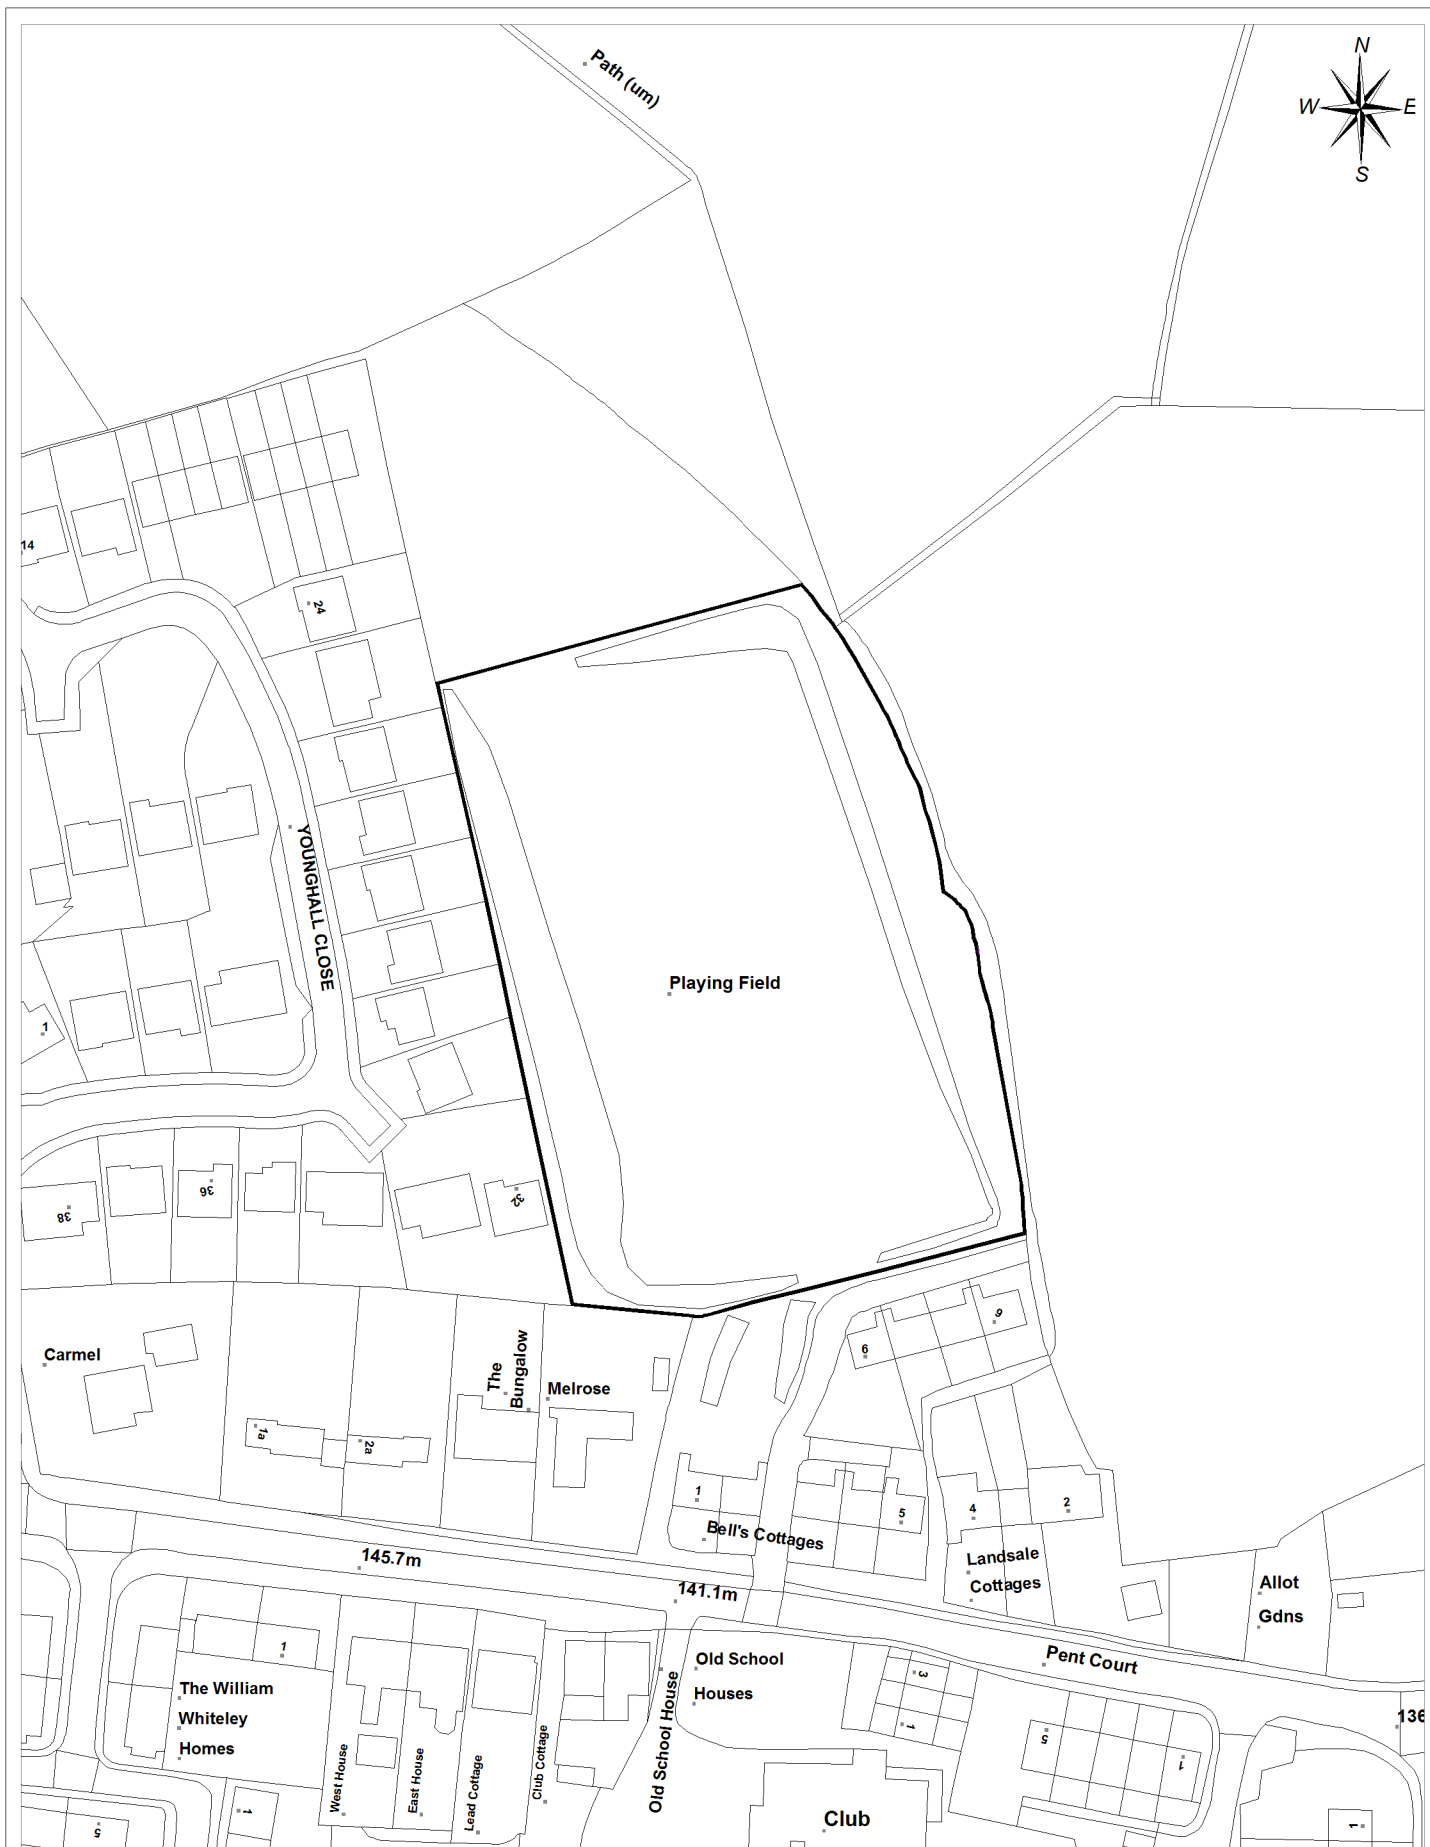 N
Path (um)
W
E
S
14
24
YOUNGHALL CLOSE
Playing Field
1
36
38
32
9
6
Carmel
The
Bungalow
Melrose
1a
2a
1
5
4
2
Bell's Cottages
Landsale
Cottages
145.7m
141.1m
Allot
Gdns
1
Old School
Houses
Pent Court
3
1
The William
Whiteley
Homes
136
5
1
West House
East House
Lead Cottage
Club Cottage
Old School House
1
5
Club
1